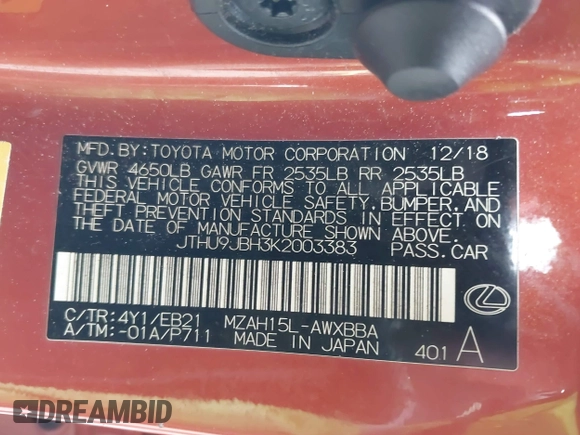 MFD. BY: TOYOTA MOTOR CORPORATION 12/18
GVWR 4650LB GAWR FR 2535LB RR 2535LB
THIS VEHICLE CONFORMS TO ALL APPLICABLE
FEDERAL MOTOR VEHICLE SAFETY, BUMPER, AND
THEFT PREVENTION STANDARDS IN EFFECT ON
THE DATE OF MANUFACTURE SHOWN ABOVE.
JTHU9JBH3K2003383 PASS. CAR
C/TR: 4Y1/EB21 MZAH15L-AWXBBA
A/TM: -01A/P711 MADE IN JAPAN 401 A
DREAMBID